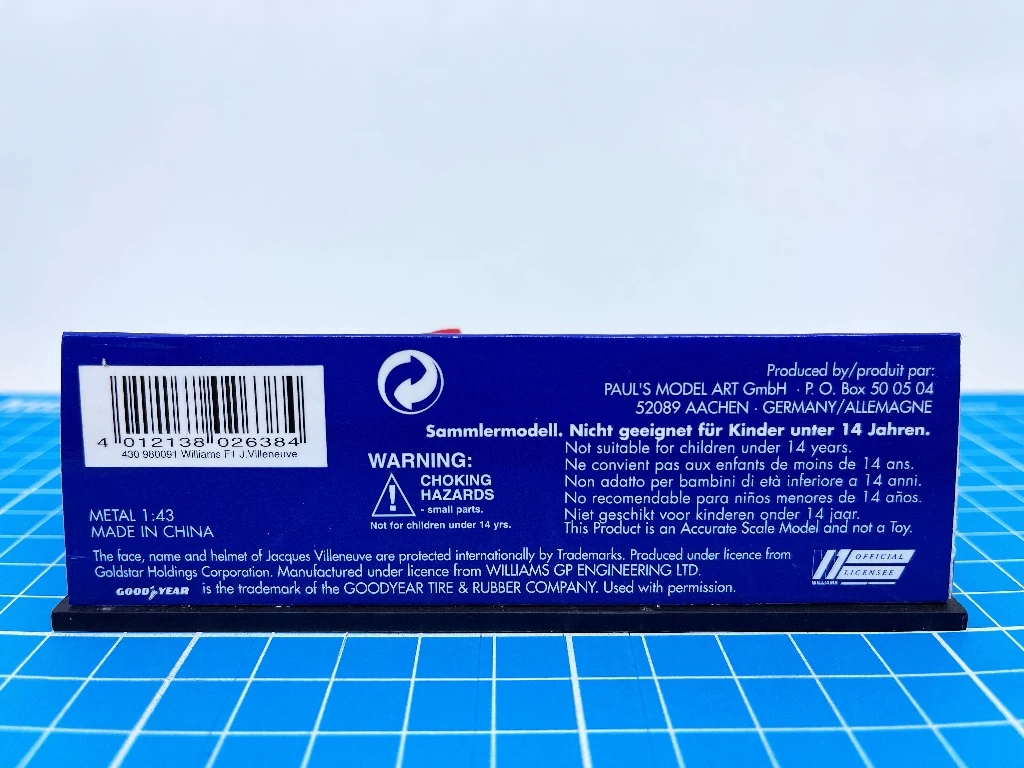 4 012138 026384
430 980091 Williams F1 J.Villeneuve
Produced by/produit par:
PAUL'S MODEL ART GmbH · P. O. Box 50 05 04
52089 AACHEN · GERMANY/ALLEMAGNE
Sammlermodell. Nicht geeignet für Kinder unter 14 Jahren.
Not suitable for children under 14 years.
Ne convient pas aux enfants de moins de 14 ans.
Non adatto per bambini di età inferiore a 14 anni.
No recomendable para niños menores de 14 años.
Niet geschikt voor kinderen onder 14 jaar.
This Product is an Accurate Scale Model and not a Toy.
WARNING:
CHOKING
HAZARDS
- small parts.
Not for children under 14 yrs.
METAL 1:43
MADE IN CHINA
The face, name and helmet of Jacques Villeneuve are protected internationally by Trademarks. Produced under licence from
Goldstar Holdings Corporation. Manufactured under licence from WILLIAMS GP ENGINEERING LTD.
GOODYEAR is the trademark of the GOODYEAR TIRE & RUBBER COMPANY. Used with permission.
WILLIAMS
OFFICIAL
LICENSEE